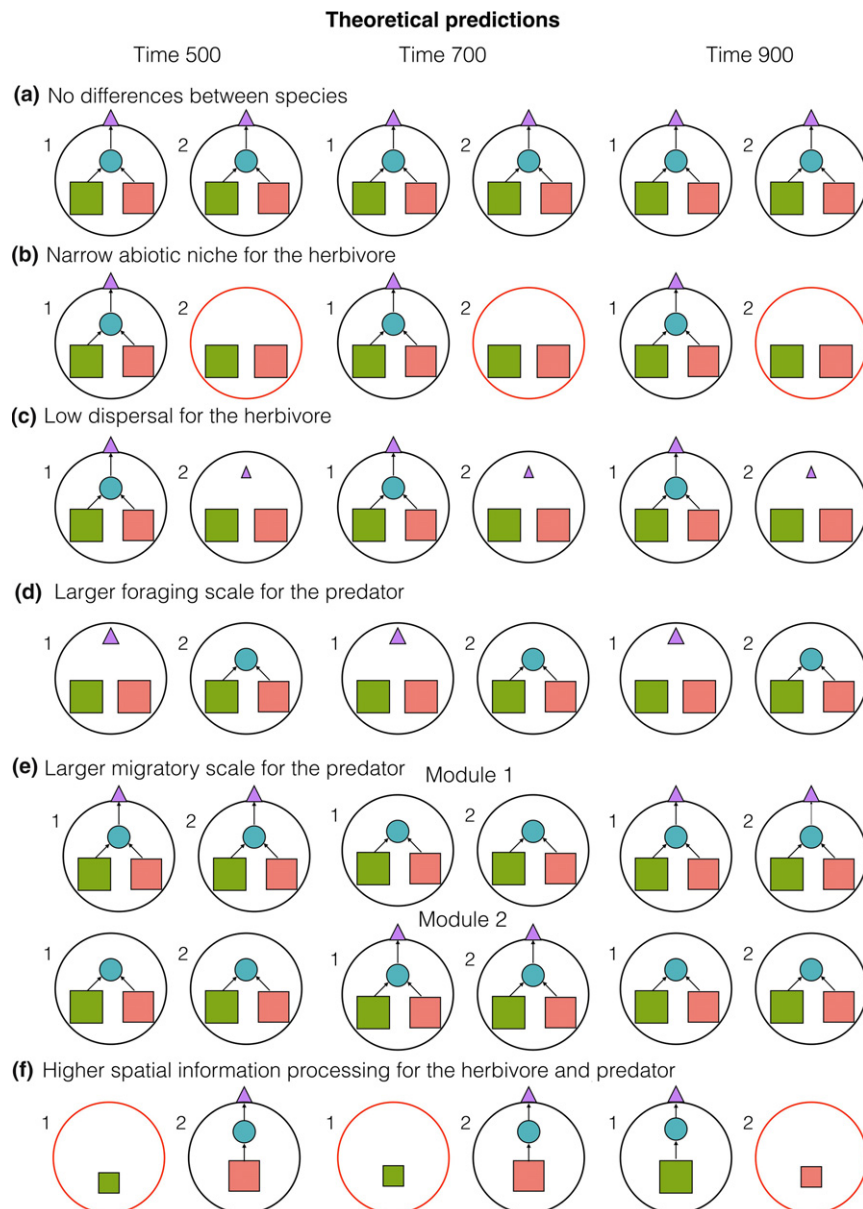 Theoretical predictions
Time 500 Time 700 Time 900
(a) No differences between species
1 2 1 2 1 2
(b) Narrow abiotic niche for the herbivore
1 2 1 2 1 2
(c) Low dispersal for the herbivore
1 2 1 2 1 2
(d) Larger foraging scale for the predator
1 2 1 2 1 2
(e) Larger migratory scale for the predator
Module 1
1 2 1 2 1 2
Module 2
1 2 1 2 1 2
(f) Higher spatial information processing for the herbivore and predator
1 2 1 2 1 2